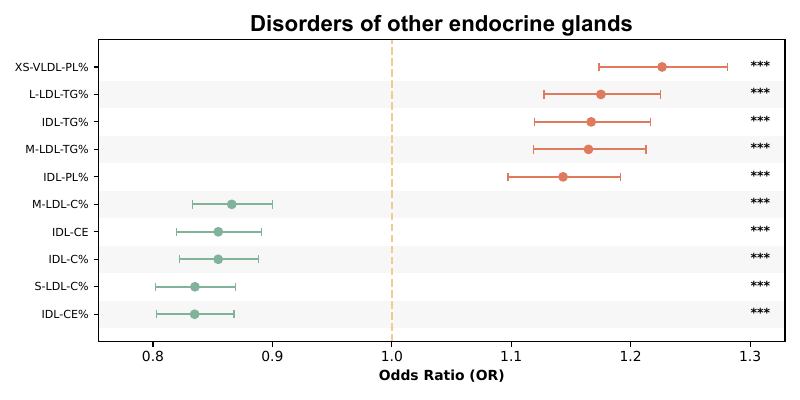 Disorders of other endocrine glands
XS-VLDL-PL% ***
L-LDL-TG% ***
IDL-TG% ***
M-LDL-TG% ***
IDL-PL% ***
M-LDL-C% ***
IDL-CE ***
IDL-C% ***
S-LDL-C% ***
IDL-CE% ***
0.8 0.9 1.0 1.1 1.2 1.3
Odds Ratio (OR)